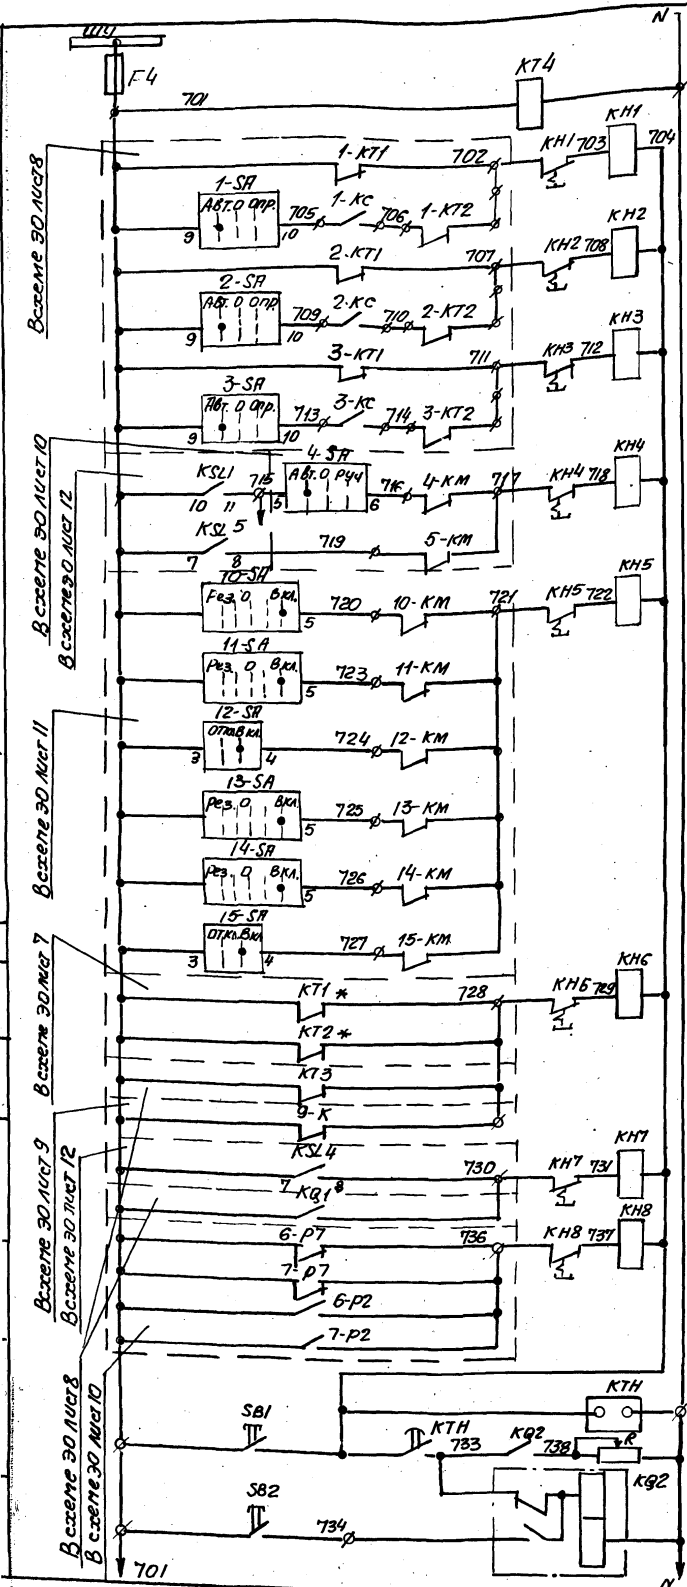 ШУ
N
F4
701
KT4
KH1
1-KT1
702
KH1
703
704
1-SA
Авт. 0 Опр.
9
10
705
1-KC
706
1-KT2
KH2
2-KT1
707
KH2
708
2-SA
Авт. 0 Опр.
9
10
709
2-KC
710
2-KT2
KH3
3-KT1
711
KH3
712
3-SA
Авт. 0 Опр.
9
10
713
3-KC
714
3-KT2
4-SA
KH4
KSL1
10
11
715
5
Авт. 0 Руч
6
716
4-KM
717
KH4
718
KSL5
7
8
719
5-KM
KH5
10-SA
Рез. 0 Вкл.
5
720
10-KM
721
KH5
722
11-SA
Рез. 0 Вкл.
5
723
11-KM
12-SA
Откл. Вкл.
3
4
724
12-KM
13-SA
Рез. 0 Вкл.
5
725
13-KM
14-SA
Рез. 0 Вкл.
5
726
14-KM
15-SA
Откл. Вкл
3
4
727
15-KM
KH6
KT1 *
728
KH6
729
KT2 *
KT3
9-K
KSL4
KH7
7
8
730
KH7
731
KQ1
KH8
6-P7
736
KH8
737
7-P7
6-P2
7-P2
KTH
SB1
KTH
733
KQ2
738
R
KQ2
SB2
734
701
N
В схеме ЭО лист 8
В схеме ЭО лист 10
В схеме ЭО лист 12
В схеме ЭО лист 11
В схеме ЭО лист 7
В схеме ЭО лист 9
В схеме ЭО лист 12
В схеме ЭО лист 8
В схеме ЭО лист 10